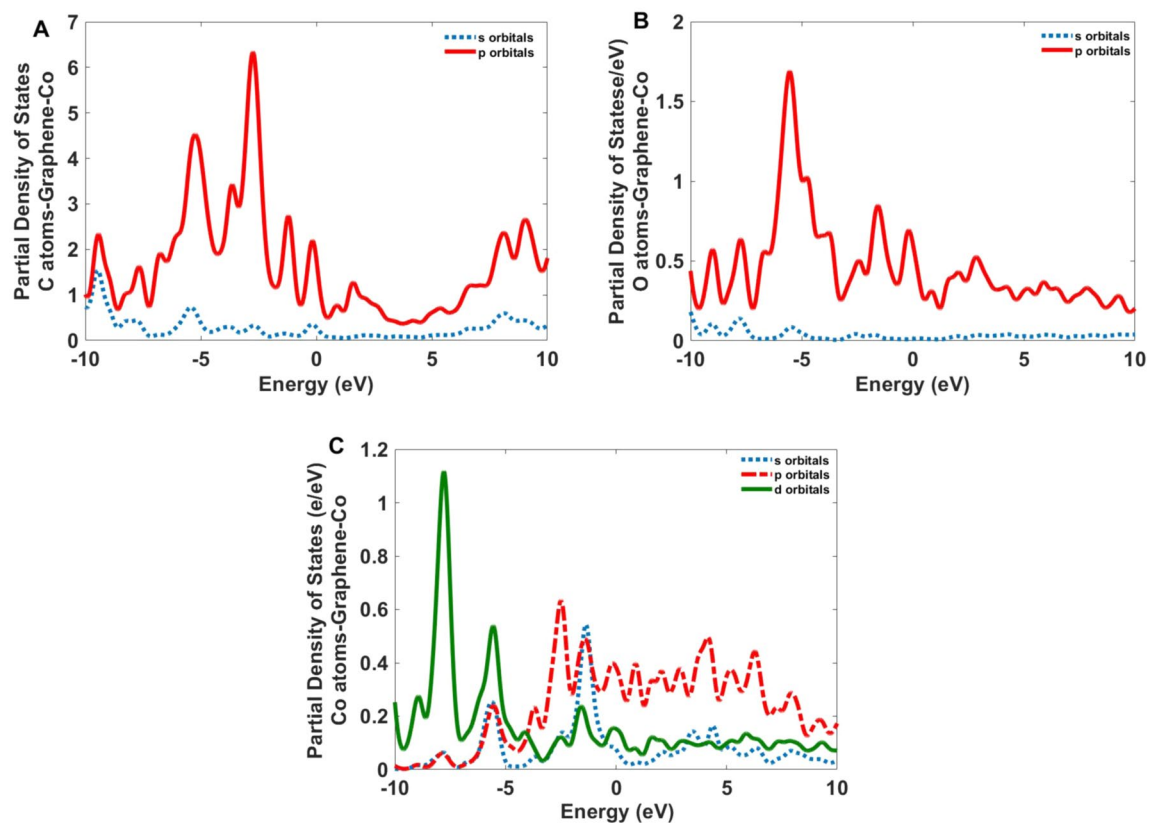 A
Partial Density of States
C atoms-Graphene-Co
7
6
5
4
3
2
1
0
s orbitals
p orbitals
-10 -5 0 5 10
Energy (eV)
B
Partial Density of Statese/eV)
O atoms-Graphene-Co
2
1.5
1
0.5
0
s orbitals
p orbitals
-10 -5 0 5 10
Energy (eV)
C
Partial Density of States (e/eV)
Co atoms-Graphene-Co
1.2
1
0.8
0.6
0.4
0.2
0
s orbitals
p orbitals
d orbitals
-10 -5 0 5 10
Energy (eV)